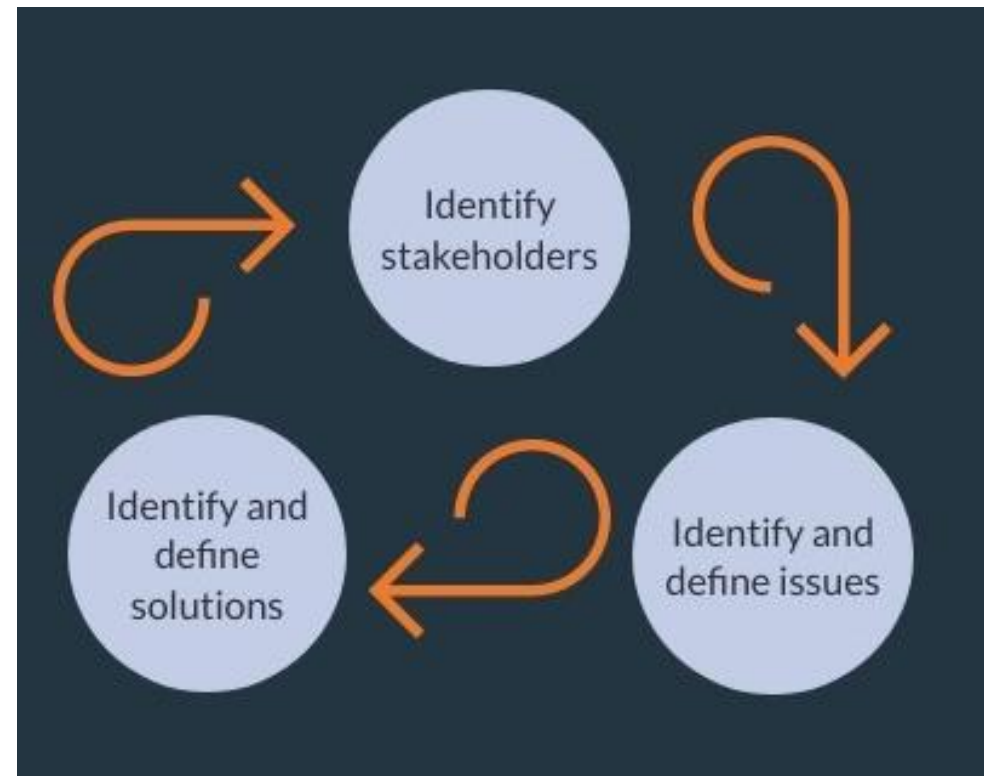 Identify
stakeholders
Identify and
define issues
Identify and
define
solutions